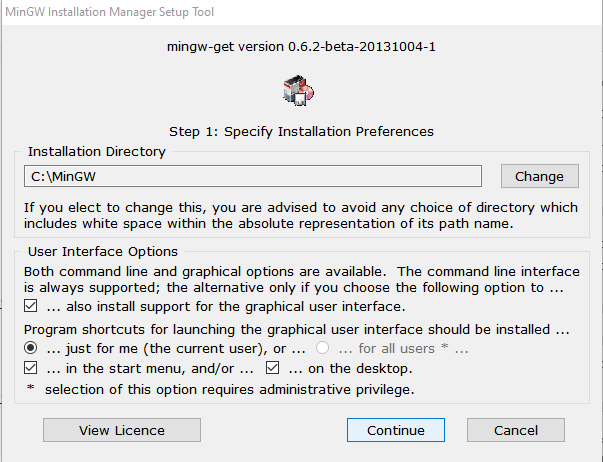 MinGW Installation Manager Setup Tool
mingw-get version 0.6.2-beta-20131004-1
Step 1: Specify Installation Preferences
Installation Directory
C:\MinGW
Change
If you elect to change this, you are advised to avoid any choice of directory which
includes white space within the absolute representation of its path name.
User Interface Options
Both command line and graphical options are available.  The command line interface
is always supported; the alternative only if you choose the following option to ...
... also install support for the graphical user interface.
Program shortcuts for launching the graphical user interface should be installed ...
... just for me (the current user), or ... ... for all users * ...
... in the start menu, and/or ... ... on the desktop.
* selection of this option requires administrative privilege.
View Licence
Continue
Cancel